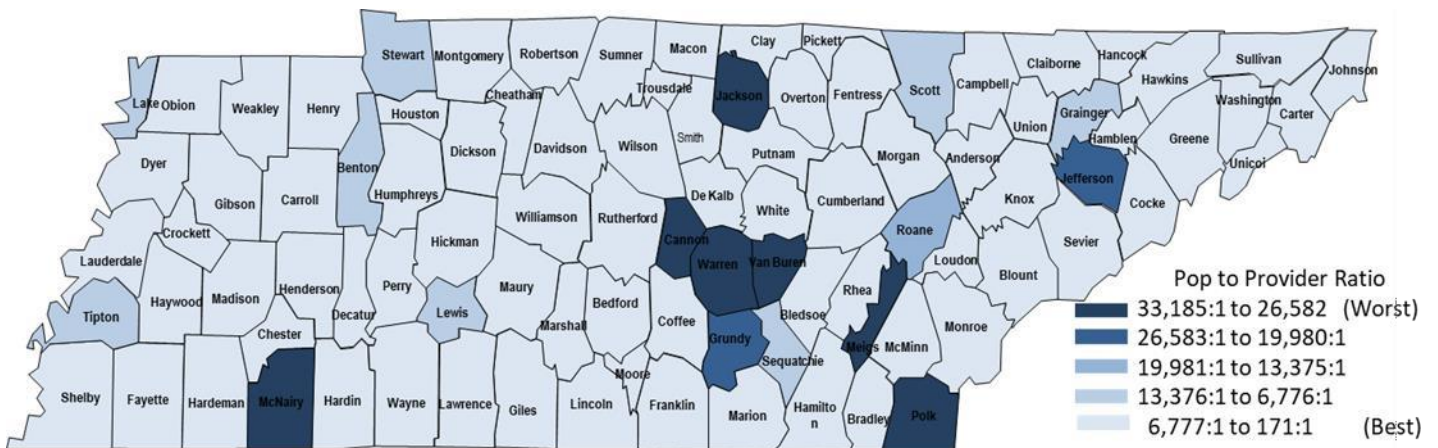 Stewart
Montgomery
Robertson
Sumner
Macon
Clay
Pickett
Lake
Obion
Weakley
Henry
Houston
Cheatham
Trousdale
Jackson
Overton
Fentress
Scott
Campbell
Claiborne
Hancock
Hawkins
Sullivan
Johnson
Dyer
Gibson
Carroll
Benton
Humphreys
Dickson
Davidson
Wilson
Smith
Putnam
Morgan
Anderson
Union
Grainger
Hamblen
Greene
Washington
Carter
Unicoi
Lauderdale
Crockett
Hickman
Williamson
Rutherford
De Kalb
White
Cumberland
Roane
Knox
Jefferson
Cocke
Sevier
Tipton
Haywood
Madison
Henderson
Decatur
Perry
Lewis
Maury
Marshall
Bedford
Cannon
Warren
Van Buren
Coffee
Bledsoe
Rhea
Loudon
Blount
Chester
Grundy
Sequatchie
Meigs
McMinn
Monroe
Shelby
Fayette
Hardeman
McNairy
Hardin
Wayne
Lawrence
Giles
Lincoln
Moore
Franklin
Marion
Hamilto
n
Bradley
Polk
Pop to Provider Ratio
33,185:1 to 26,582 (Worst)
26,583:1 to 19,980:1
19,981:1 to 13,375:1
13,376:1 to 6,776:1
6,777:1 to 171:1 (Best)